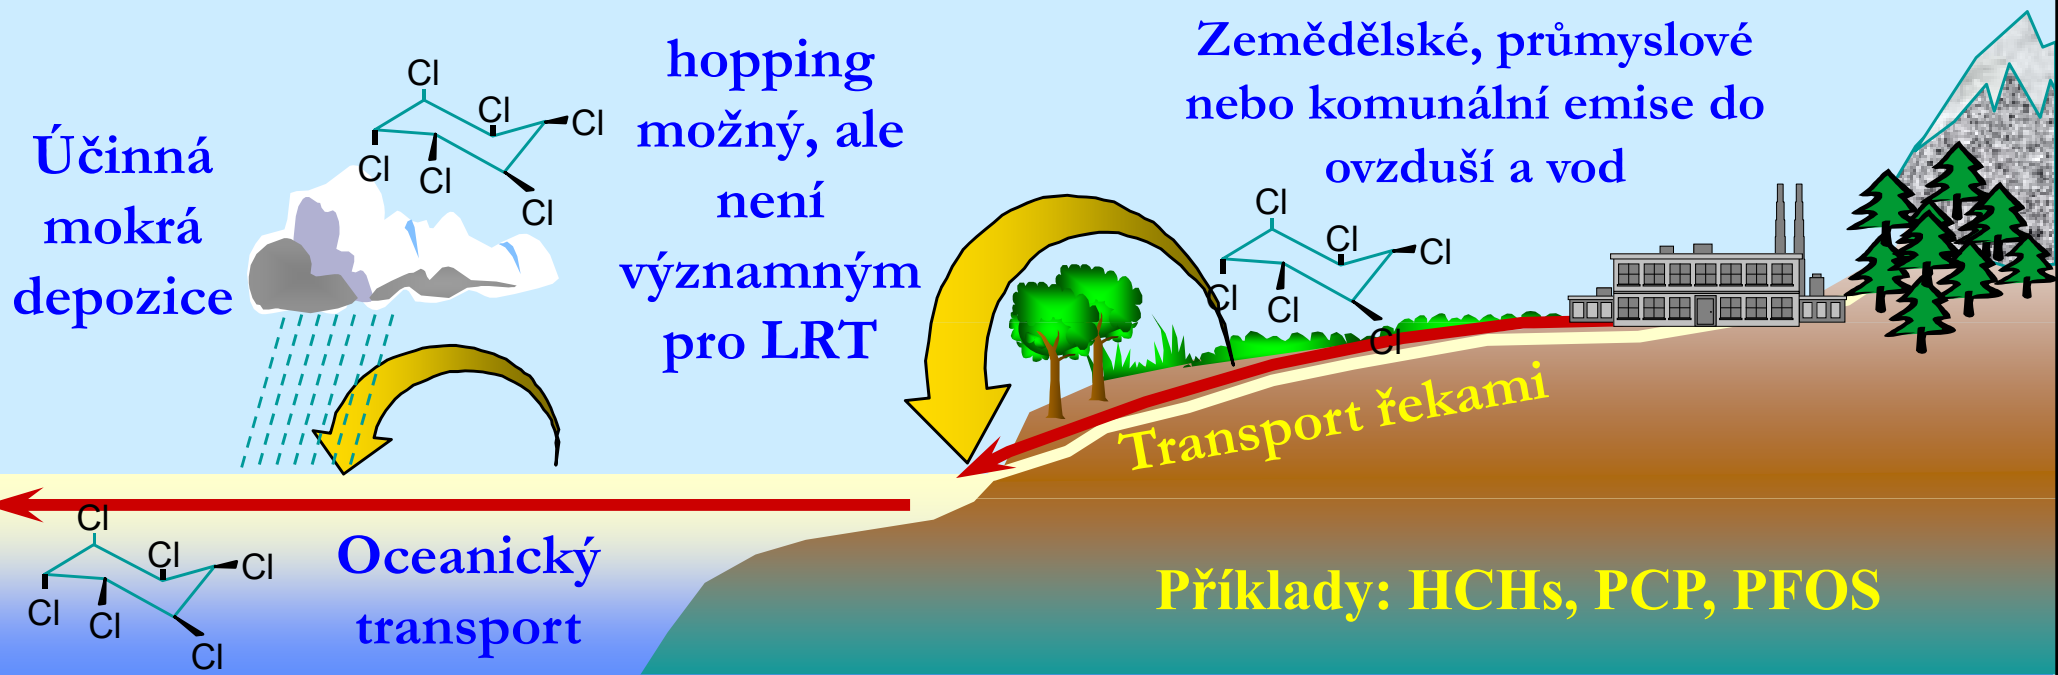 Účinná
mokrá
depozice
Cl
Cl
Cl
Cl
Cl
Cl
hopping
možný, ale
není
významným
pro LRT
Zemědělské, průmyslové
nebo komunální emise do
ovzduší a vod
Cl
Cl
Cl
Cl
Cl
Cl
Transport řekami
Cl
Cl
Cl
Cl
Cl
Cl
Oceanický
transport
Příklady: HCHs, PCP, PFOS